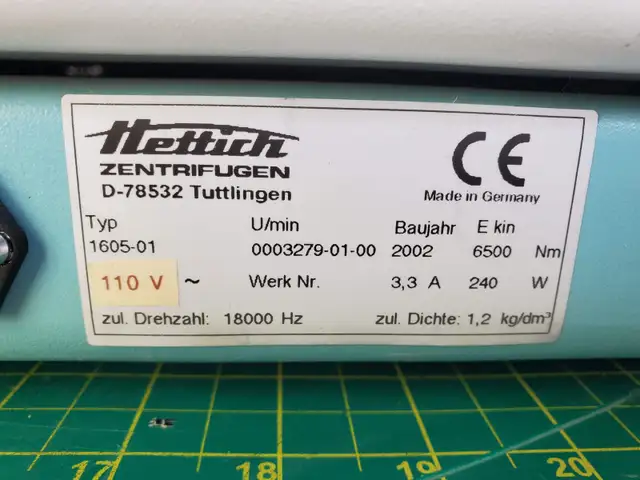 Hettich
ZENTRIFUGEN
D-78532 Tuttlingen
CE
Made in Germany
Typ U/min Baujahr E kin
1605-01 0003279-01-00 2002 6500 Nm
110 V ~ Werk Nr. 3,3 A 240 W
zul. Drehzahl: 18000 Hz zul. Dichte: 1,2 kg/dm³
17 18 19 20